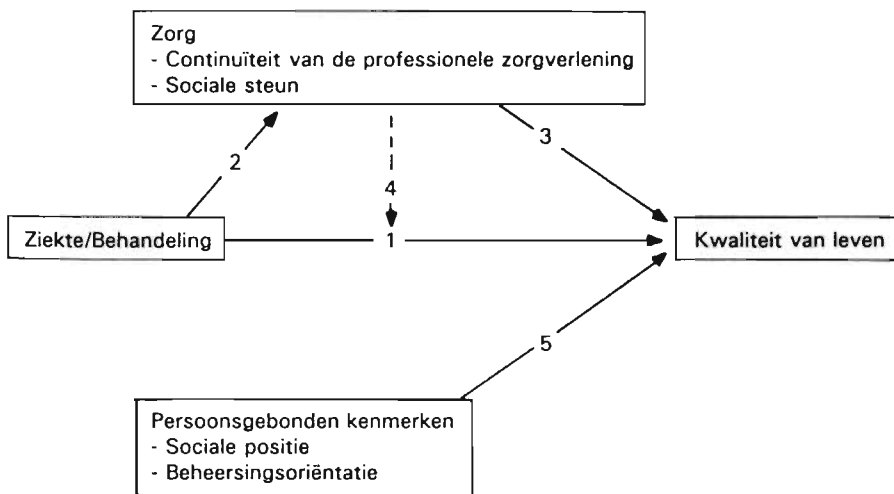 Zorg
- Continuïteit van de professionele zorgverlening
- Sociale steun
2
3
4
Ziekte/Behandeling
1
Kwaliteit van leven
5
Persoonsgebonden kenmerken
- Sociale positie
- Beheersingsoriëntatie